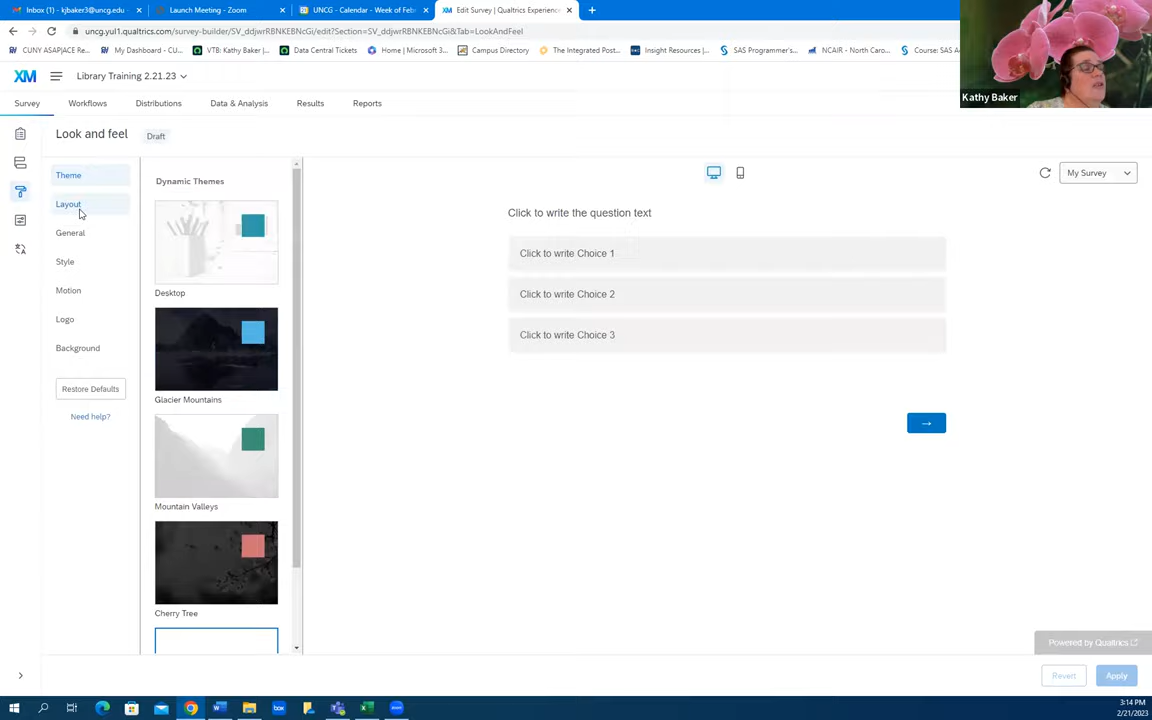 Inbox (1) - kjbaker3@uncg.edu -
Launch Meeting - Zoom
UNCG - Calendar - Week of Feb
Edit Survey | Qualtrics Experienc
uncg.yul1.qualtrics.com/survey-builder/SV_ddjwrRBNKEBNcGi/edit?Section=SV_ddjwrRBNKEBNcGi&Tab=LookAndFeel
CUNY ASAP|ACE Re...
My Dashboard - CU...
VTB: Kathy Baker |
Data Central Tickets
Home | Microsoft 3...
Campus Directory
The Integrated Post...
Insight Resources |...
SAS Programmer's...
NCAIR - North Caro...
Course: SAS
XM
Library Training 2.21.23
Kathy Baker
Survey
Workflows
Distributions
Data & Analysis
Results
Reports
Look and feel
Draft
Theme
Layout
General
Style
Motion
Logo
Background
Restore Defaults
Need help?
Dynamic Themes
Desktop
Glacier Mountains
Mountain Valleys
Cherry Tree
My Survey
Click to write the question text
Click to write Choice 1
Click to write Choice 2
Click to write Choice 3
→
Powered by Qualtrics
Revert
Apply
3:14 PM
2/21/2023